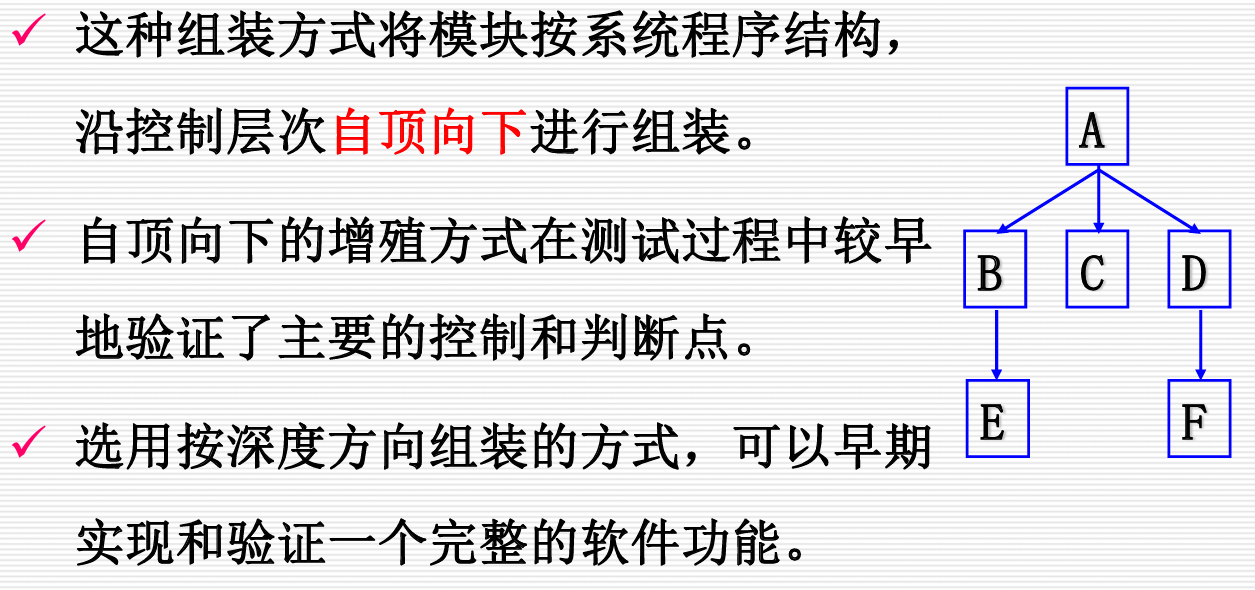 这种组装方式将模块按系统程序结构，
沿控制层次自顶向下进行组装。
自顶向下的增殖方式在测试过程中较早
地验证了主要的控制和判断点。
选用按深度方向组装的方式，可以早期
实现和验证一个完整的软件功能。
A
B C D
E F